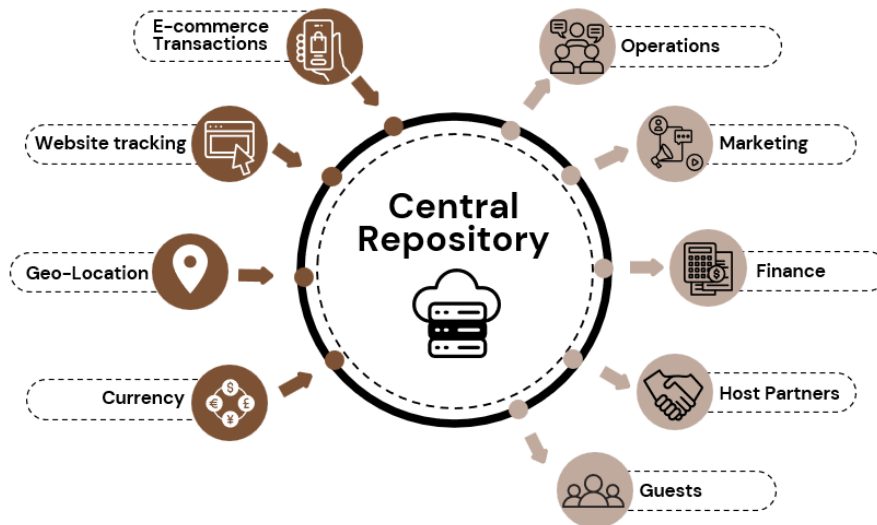 E-commerce
Transactions
Operations
Website tracking
Marketing
Central
Repository
Geo-Location
Finance
Currency
$
€
£
¥
$
Host Partners
Guests